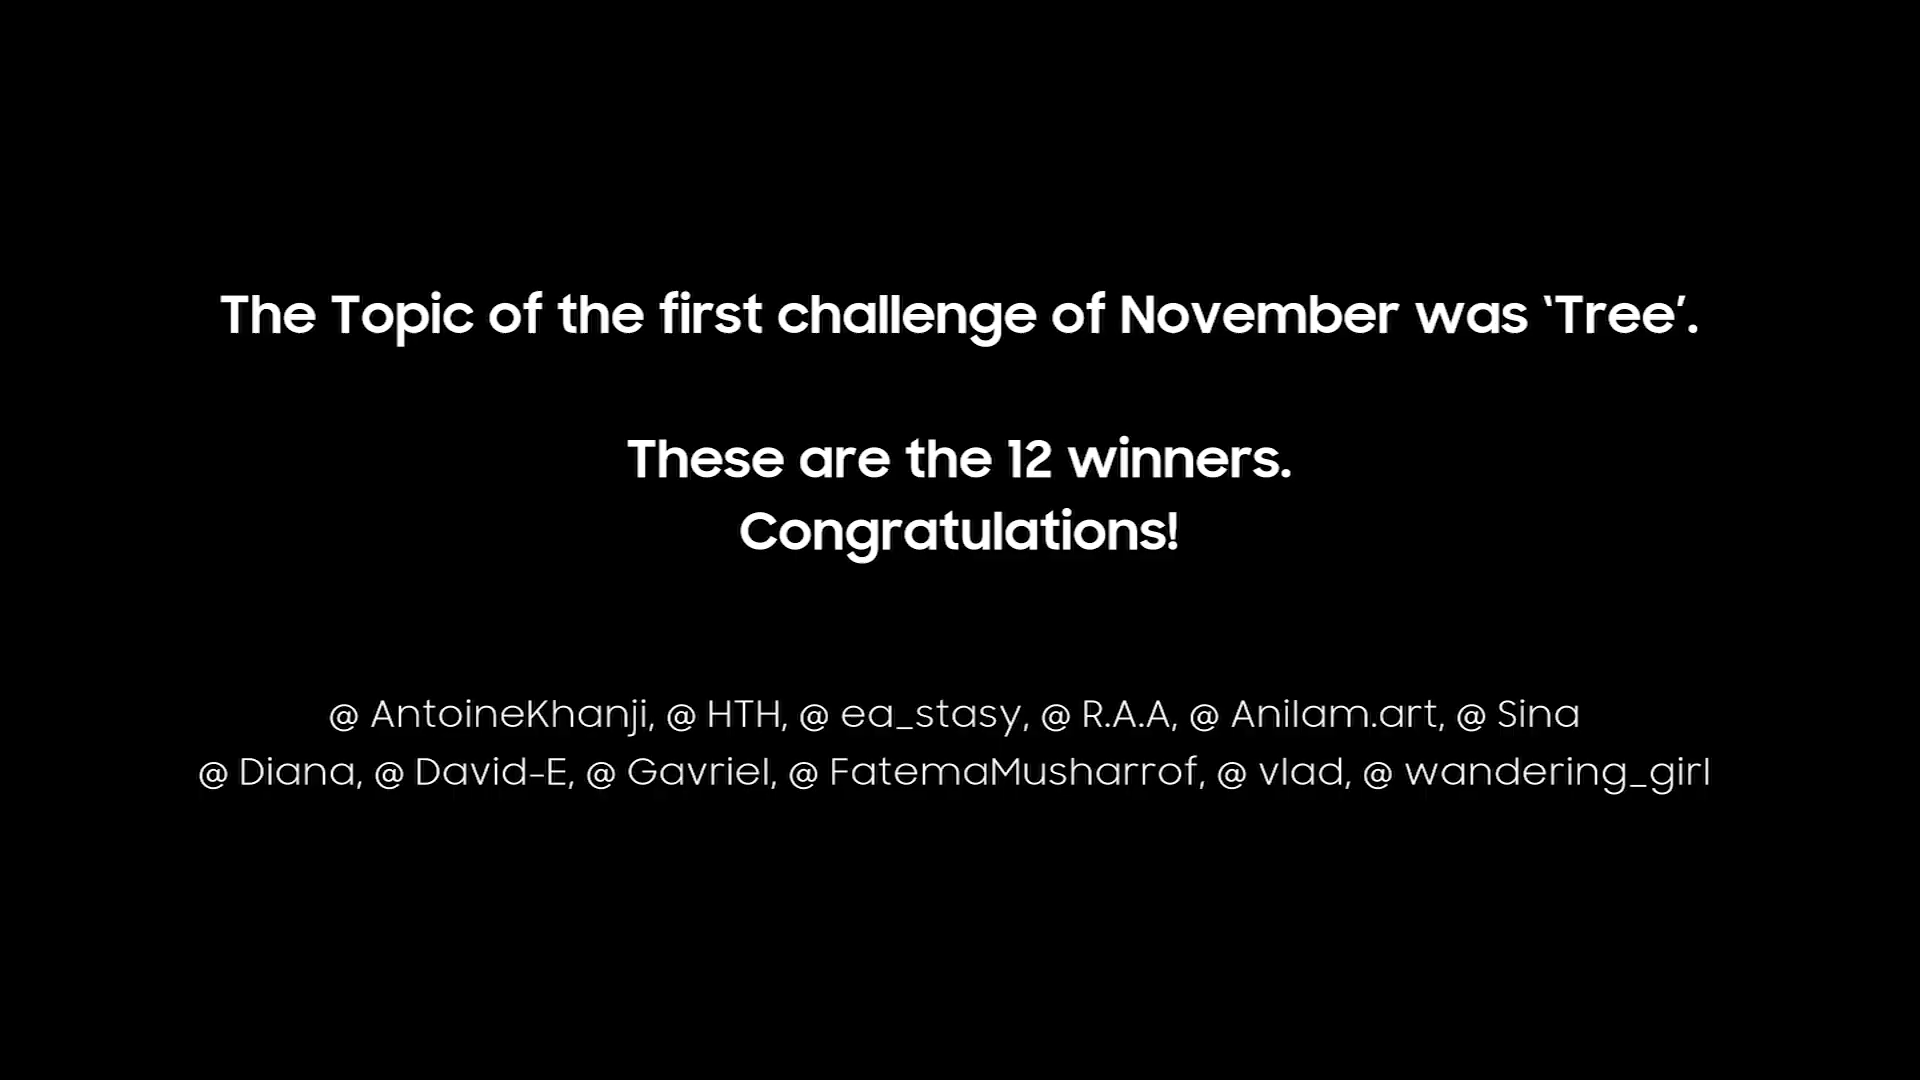 The Topic of the first challenge of November was ‘Tree’.
These are the 12 winners.
Congratulations!
@ AntoineKhanji, @ HTH, @ ea_stasy, @ R.A.A, @ Anilam.art, @ Sina
@ Diana, @ David-E, @ Gavriel, @ FatemaMusharrof, @ vlad, @ wandering_girl